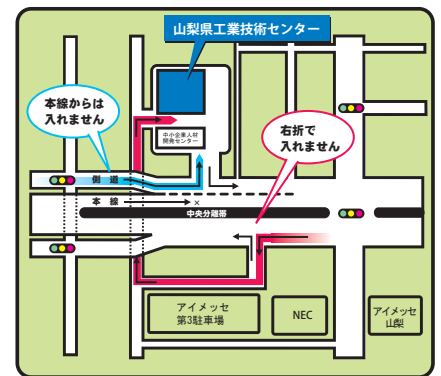 山梨県工業技術センター
本線からは
入れません
中小企業人材
開発センター
右折で
入れません
側道
本線
×
中央分離帯
アイメッセ
第3駐車場
NEC
アイメッセ
山梨